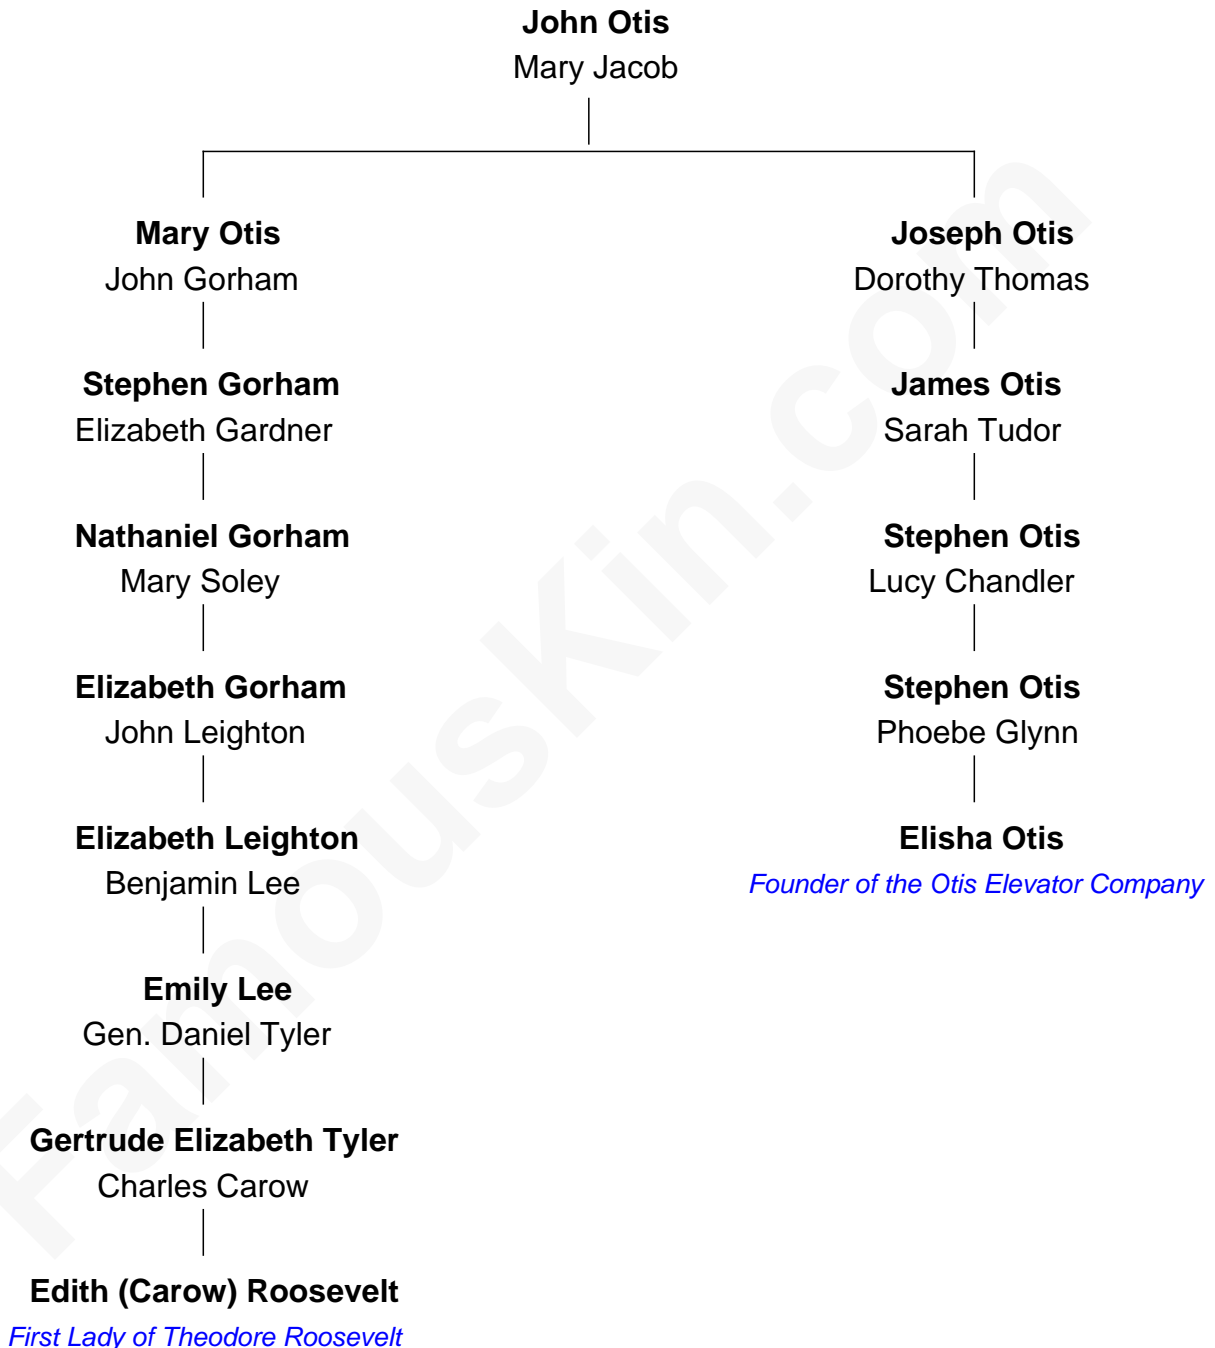 John Otis
Mary Jacob
Mary Otis
John Gorham
Joseph Otis
Dorothy Thomas
Stephen Gorham
Elizabeth Gardner
James Otis
Sarah Tudor
Nathaniel Gorham
Mary Soley
Stephen Otis
Lucy Chandler
Elizabeth Gorham
John Leighton
Stephen Otis
Phoebe Glynn
Elizabeth Leighton
Benjamin Lee
Elisha Otis
Founder of the Otis Elevator Company
Emily Lee
Gen. Daniel Tyler
Gertrude Elizabeth Tyler
Charles Carow
Edith (Carow) Roosevelt
First Lady of Theodore Roosevelt
FamousKin.com